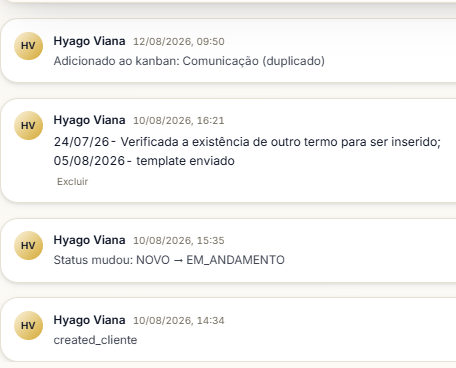 HV
Hyago Viana 12/08/2026, 09:50
Adicionado ao kanban: Comunicação (duplicado)
HV
Hyago Viana 10/08/2026, 16:21
24/07/26- Verificada a existência de outro termo para ser inserido;
05/08/2026- template enviado
Excluir
HV
Hyago Viana 10/08/2026, 15:35
Status mudou: NOVO → EM_ANDAMENTO
HV
Hyago Viana 10/08/2026, 14:34
created_cliente